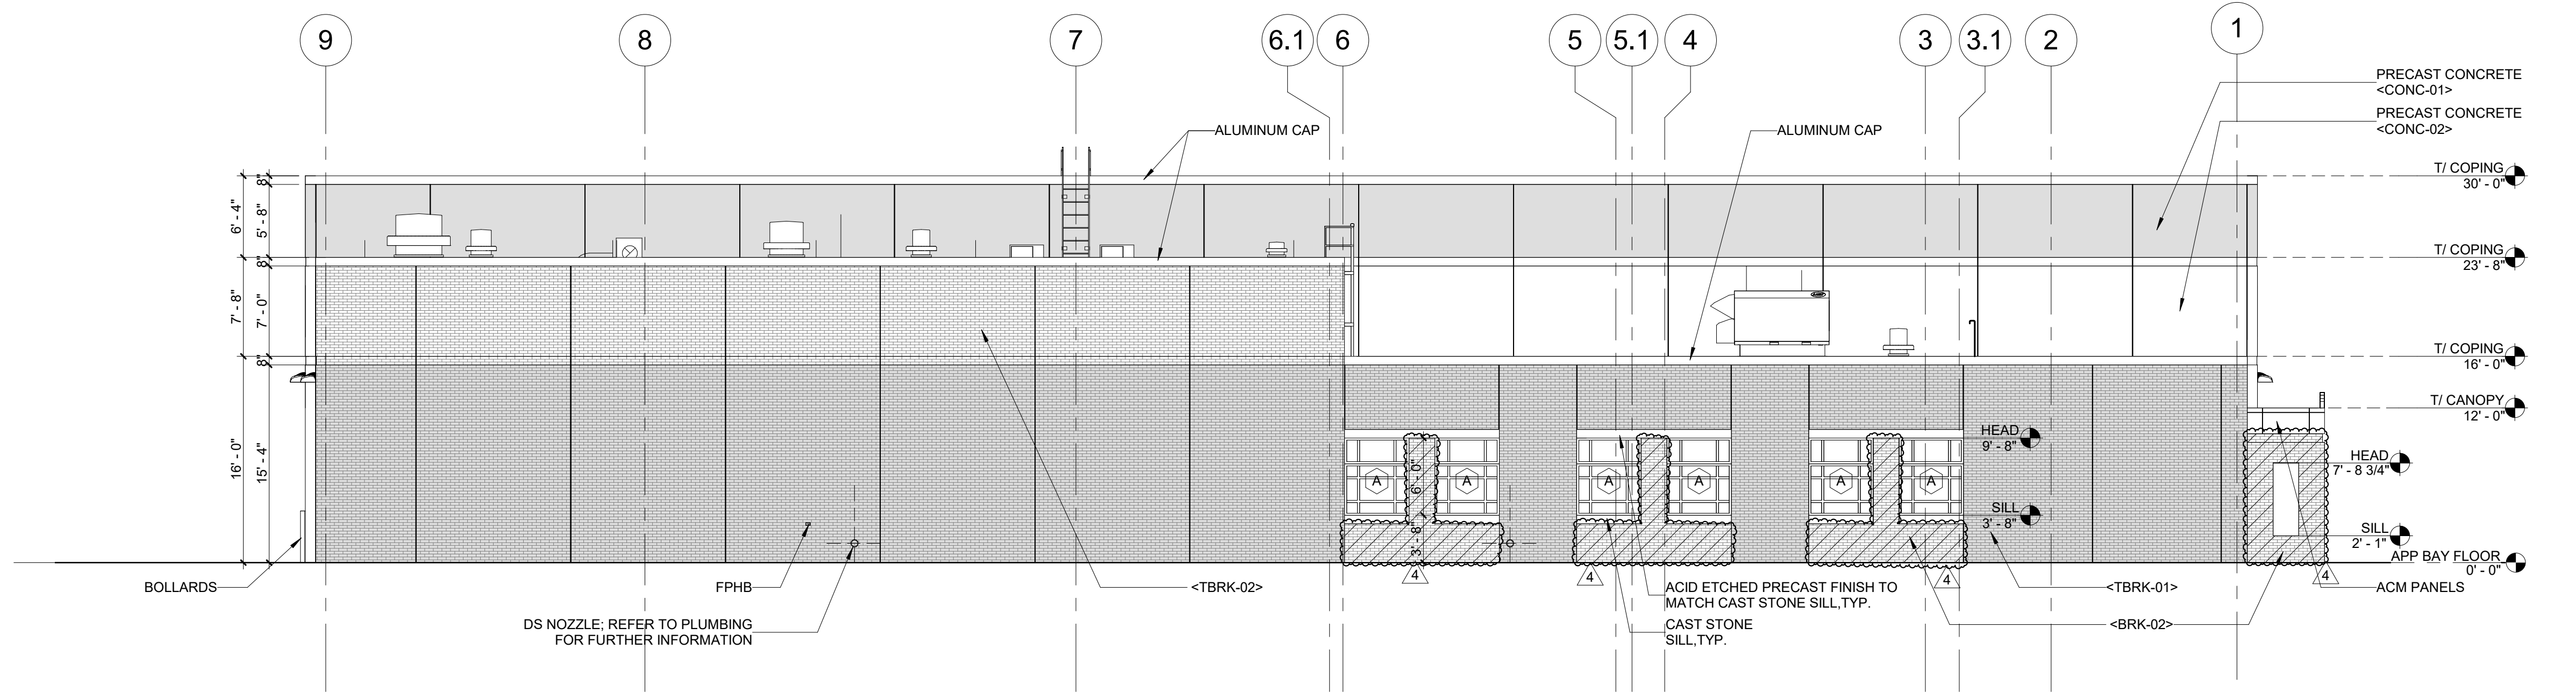 9 8 7 6.1 6 5 5.1 4 3 3.1 2 1
PRECAST CONCRETE
<CONC-01>
PRECAST CONCRETE
<CONC-02>
ALUMINUM CAP
ALUMINUM CAP
T/ COPING
30' - 0"
T/ COPING
23' - 8"
T/ COPING
16' - 0"
T/ CANOPY
12' - 0"
HEAD
9' - 8"
HEAD
7' - 8 3/4"
SILL
3' - 8"
SILL
2' - 1"
APP BAY FLOOR
0' - 0"
8"
6' - 4"
5' - 8"
8"
7' - 8"
7' - 0"
8"
16' - 0"
15' - 4"
6' - 0"
3' - 8"
A A A A A A
4 4 4 4
BOLLARDS
FPHB
<TBRK-02>
ACID ETCHED PRECAST FINISH TO
MATCH CAST STONE SILL,TYP.
<TBRK-01>
ACM PANELS
DS NOZZLE; REFER TO PLUMBING
FOR FURTHER INFORMATION
CAST STONE
SILL,TYP.
<BRK-02>